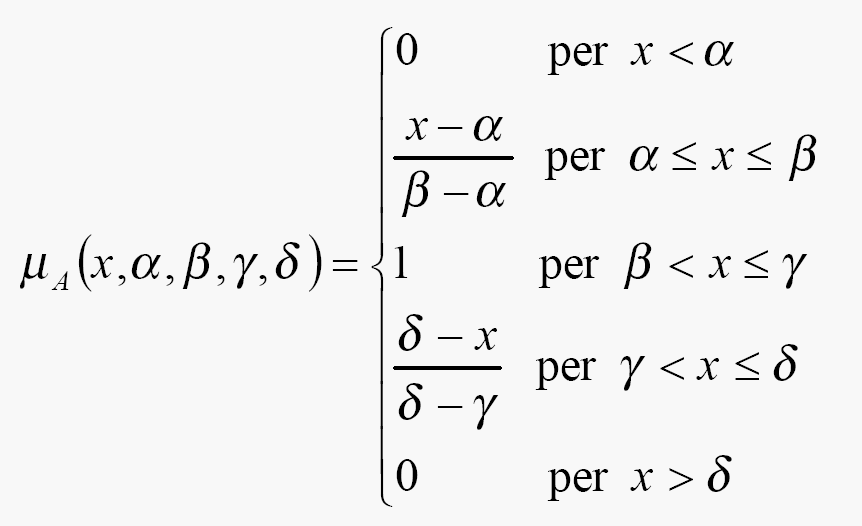 0 per x < α
x − α / β − α per α ≤ x ≤ β
μ_A(x,α,β,γ,δ) = { 1 per β < x ≤ γ
δ − x / δ − γ per γ < x ≤ δ
0 per x > δ